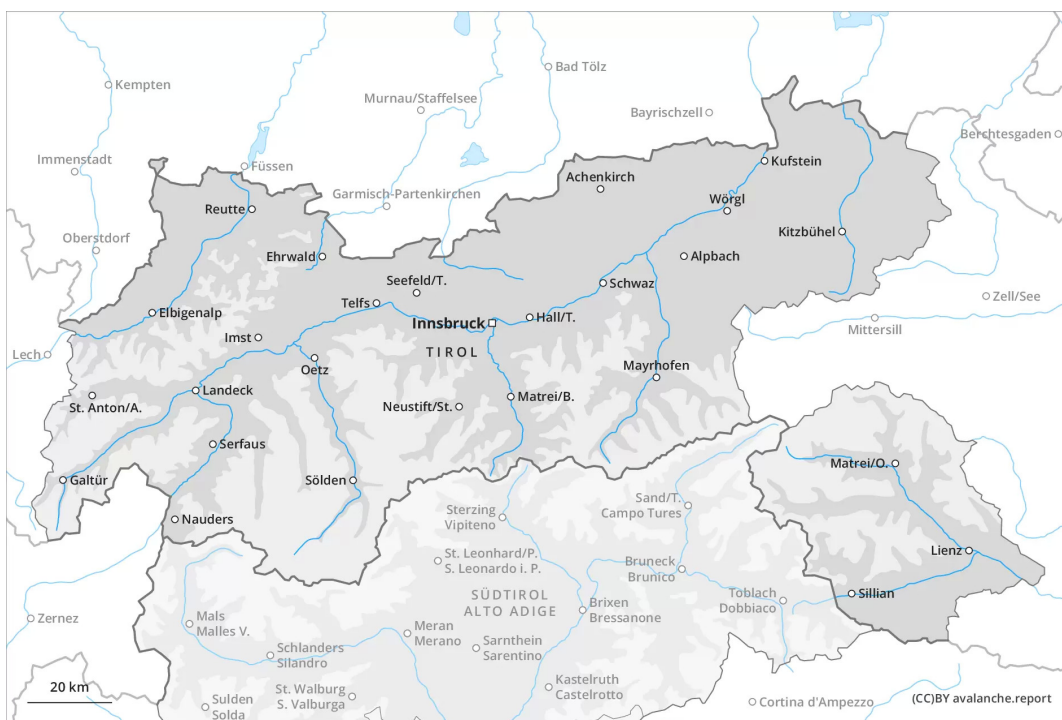 Kempten
Bad Tölz
Murnau/Staffelsee
Bayrischzell
Berchtesgaden
Immenstadt
Füssen
Kufstein
Achenkirch
Garmisch-Partenkirchen
Wörgl
Reutte
Kitzbühel
Oberstdorf
Ehrwald
Alpbach
Seefeld/T.
Schwaz
Zell/See
Telfs
Elbigenalp
Hall/T.
Innsbruck
Mittersill
Imst
TIROL
Lech
Oetz
Mayrhofen
Landeck
St. Anton/A.
Neustift/St.
Matrei/B.
Serfaus
Matrei/O.
Galtür
Sölden
Sand/T.
Campo Tures
Sterzing
Vipiteno
Nauders
Lienz
St. Leonhard/P.
S. Leonardo i. P.
Bruneck
Brunico
SÜDTIROL
ALTO ADIGE
Toblach
Dobbiaco
Sillian
Brixen
Bressanone
Zernez
Mals
Malles V.
Meran
Merano
Sarnthein
Sarentino
Schlanders
Silandro
Kastelruth
Castelrotto
20 km
St. Walburg
S. Valburga
Sulden
Solda
Cortina d'Ampezzo
(CC)BY avalanche.report